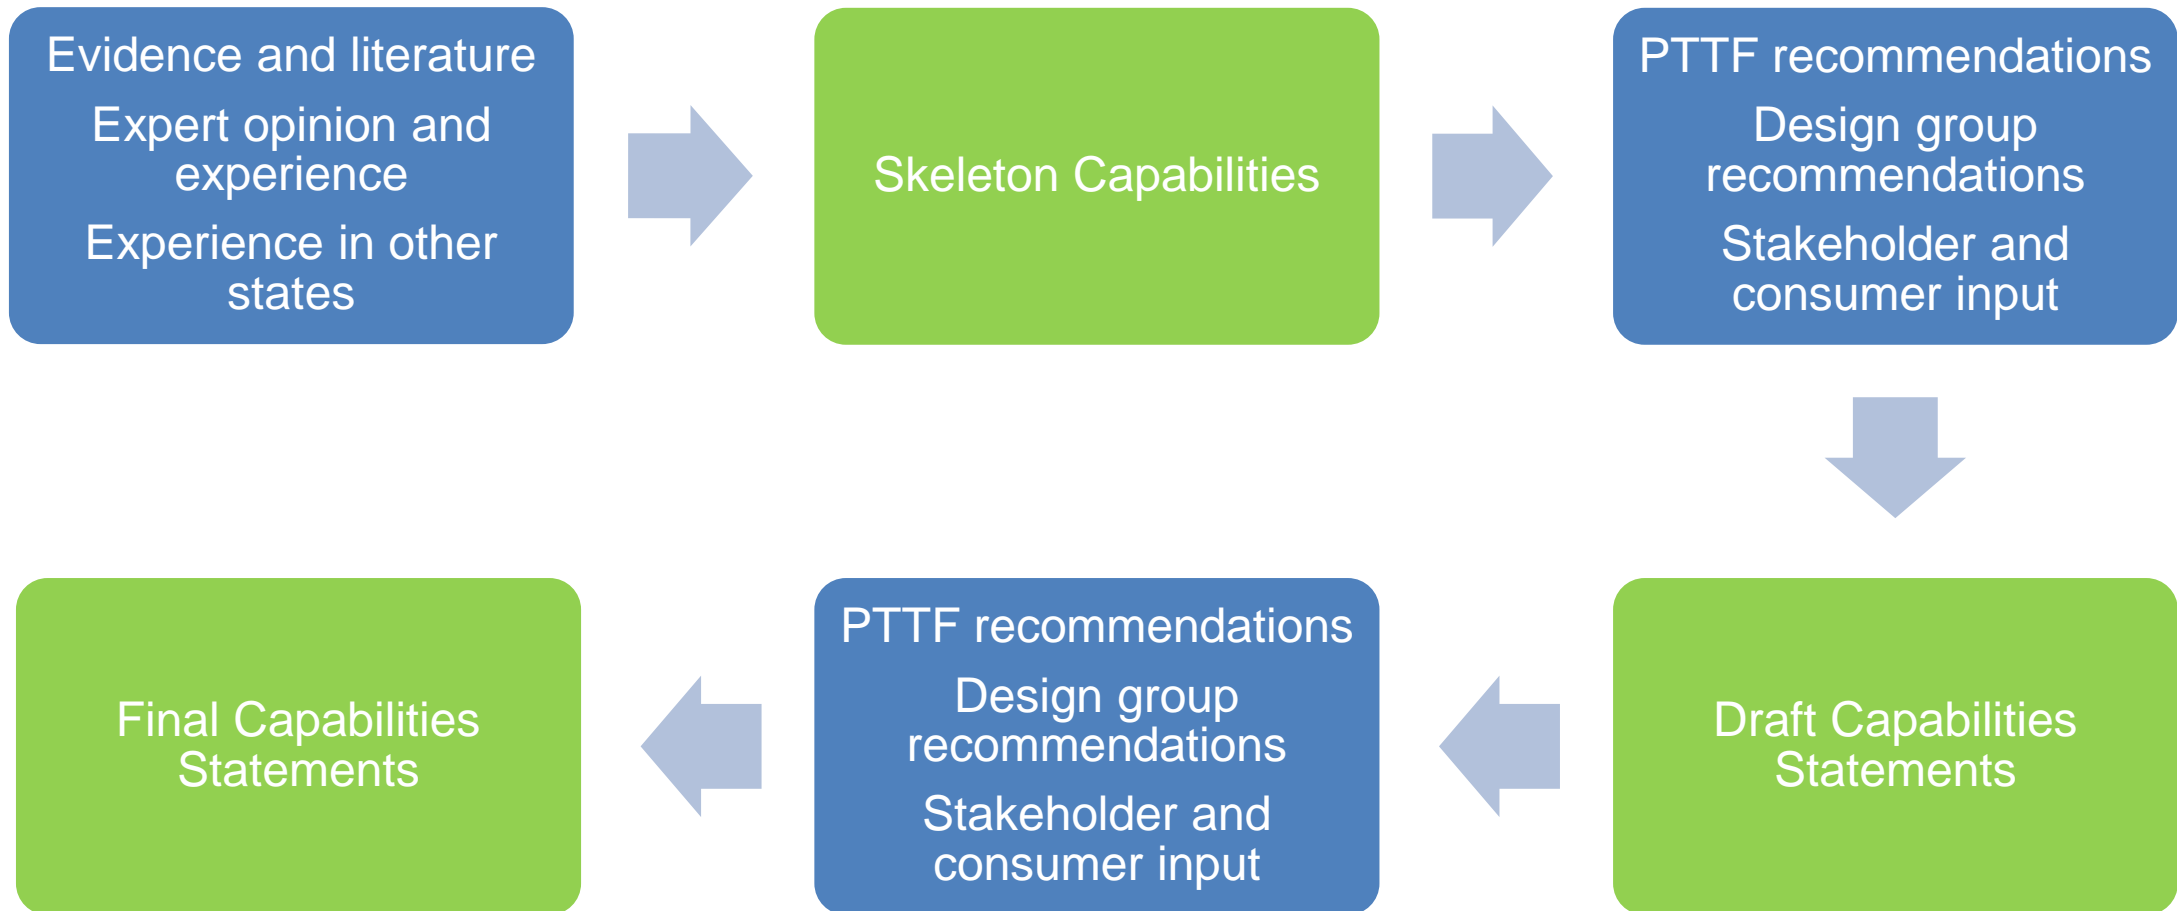 Evidence and literature
Expert opinion and
experience
Experience in other
states
Skeleton Capabilities
PTTF recommendations
Design group
recommendations
Stakeholder and
consumer input
Draft Capabilities
Statements
PTTF recommendations
Design group
recommendations
Stakeholder and
consumer input
Final Capabilities
Statements